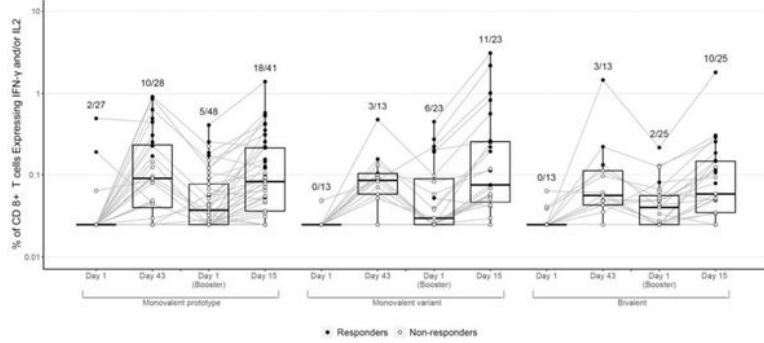 % of CD 8+ T cells Expressing IFN-γ and/or IL2
10
1
0.1
0.01
2/27
10/28
5/48
18/41
0/13
3/13
6/23
11/23
0/13
3/13
2/25
10/25
Day 1
Day 43
Day 1
(Booster)
Day 15
Day 1
Day 43
Day 1
(Booster)
Day 15
Day 1
Day 43
Day 1
(Booster)
Day 15
Monovalent prototype
Monovalent variant
Bivalent
Responders
Non-responders